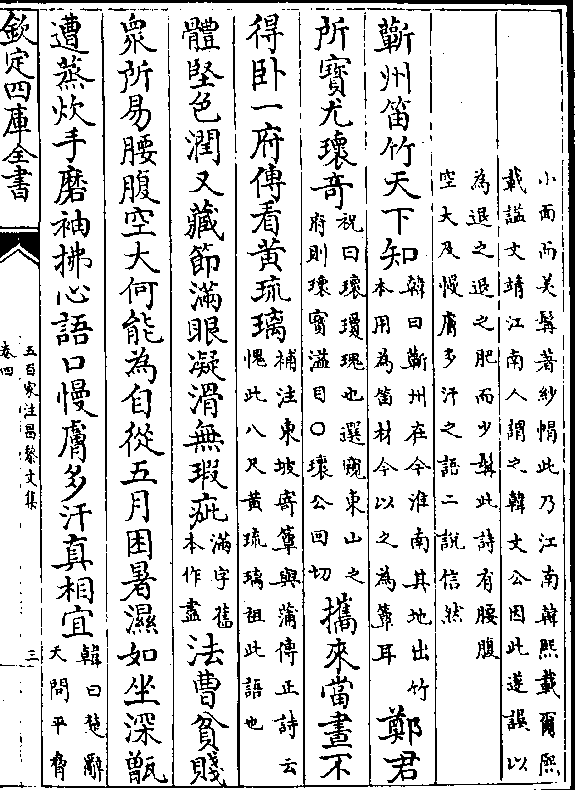 小面而美髯著紗帽此乃江南韓熙載爾熙
載謚文靖江南人謂之韓文公因此遂誤以
為退之退之肥而少髯此詩有腰腹
空大及慢膚多汗之語二說信然
蘄州笛竹天下知韓曰蘄州在今淮南其地出竹本用為笛材今以之為簟耳鄭君
所寶尤瓌奇祝曰瓌瓊瑰也選窺東山之府則瓌寶溢目○瓌公回切攜來當晝不
得卧一府傳看黃琉璃補注東坡寄簟與蒲傳正詩云愧此八尺黃琉璃祖此語也
體堅色潤又藏節滿眼凝滑無瑕疵滿字舊本作盡法曹貧賤
衆所易腰腹空大何能為自從五月困暑濕如坐深甑
遭蒸炊手磨袖拂心語口慢膚多汗真相宜韓曰楚辭天問平脅
欽定四庫全書
五百家注昌黎文集
卷四
三